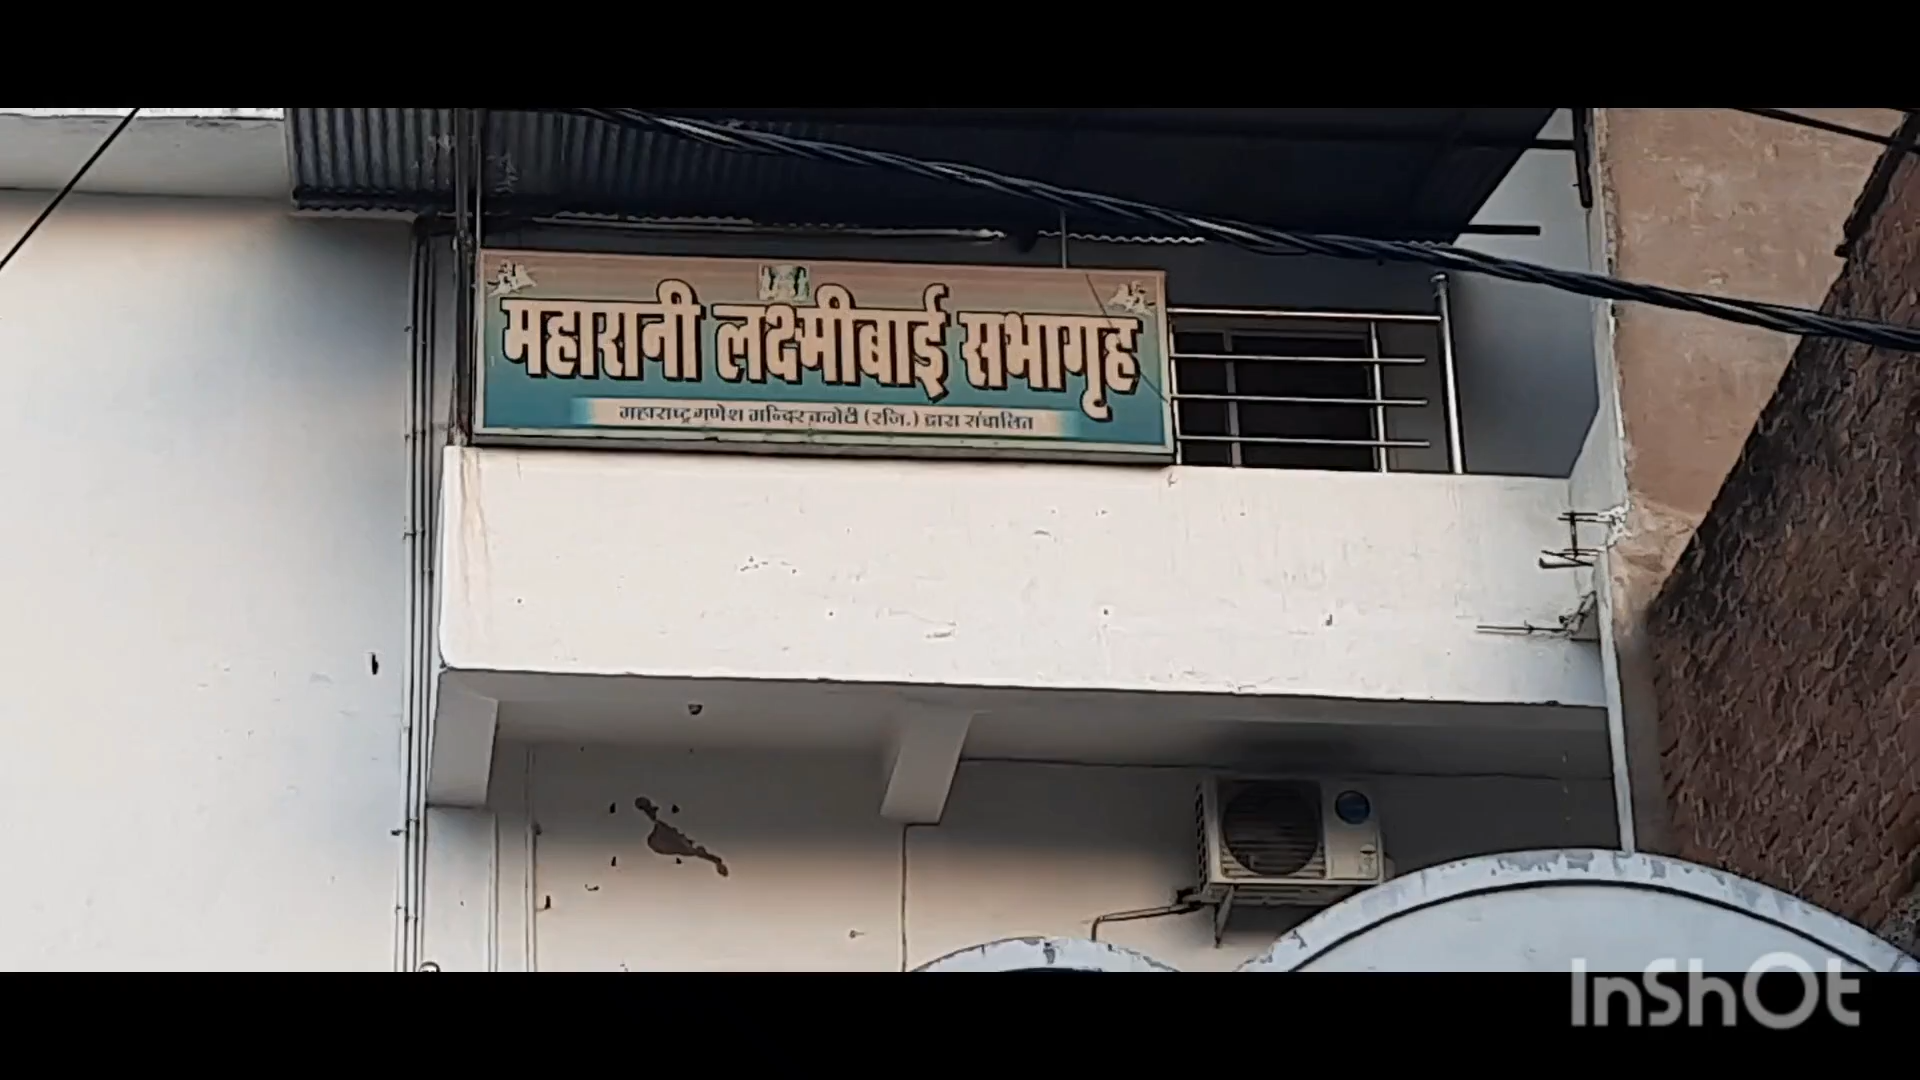 महारानी लक्ष्मीबाई सभागृह
महाराष्ट्र गणेश मन्दिर कमेटी (रजि.) द्वारा संचालित
InShOt